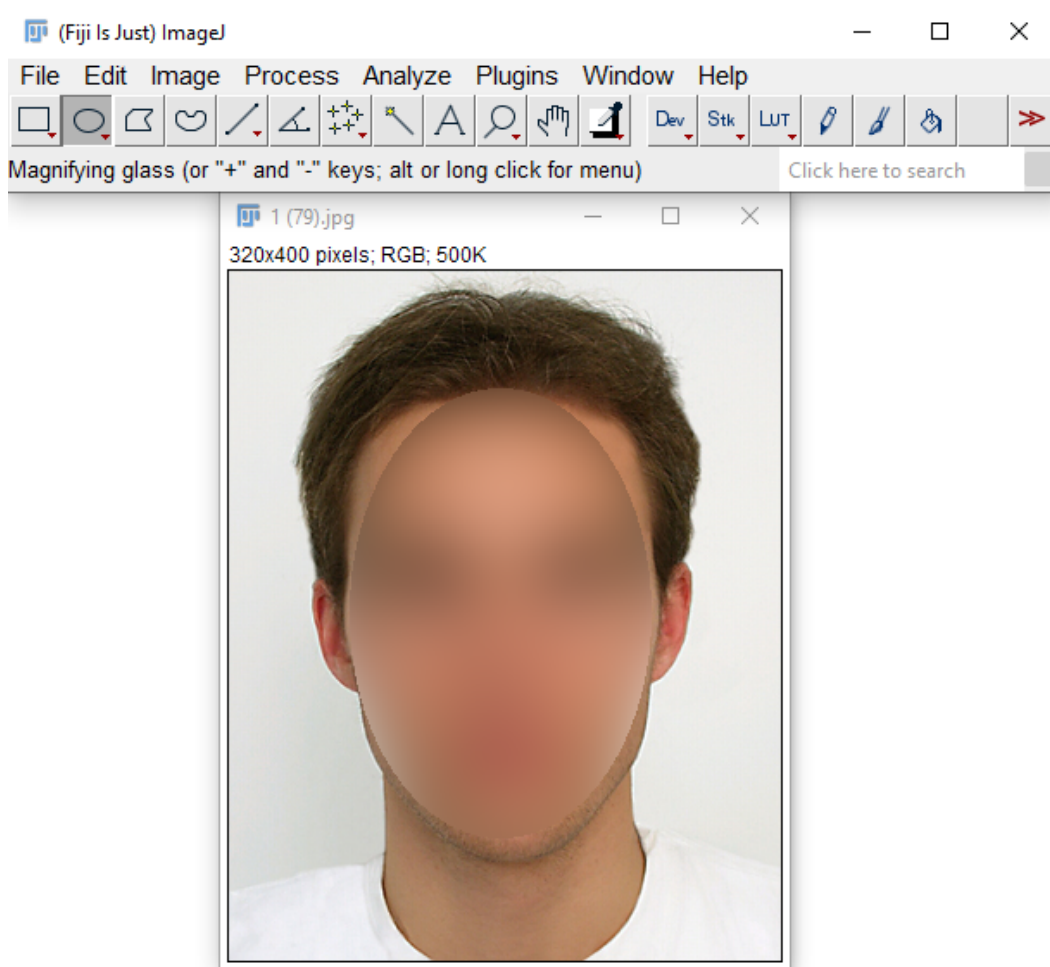 (Fiji Is Just) ImageJ
File Edit Image Process Analyze Plugins Window Help
A Dev Stk LUT
Magnifying glass (or "+" and "-" keys; alt or long click for menu) Click here to search
1 (79).jpg
320x400 pixels; RGB; 500K